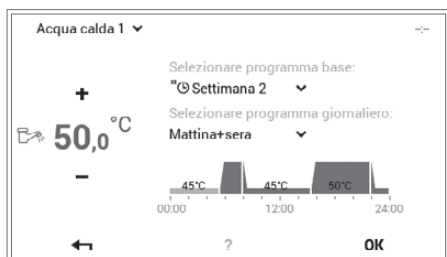 Acqua calda 1
--:--
Selezionare programma base:
"Settimana 2
Selezionare programma giornaliero:
Mattina+sera
+
50,0 °C
−
45°C 45°C 50°C
00:00 12:00 24:00
? OK